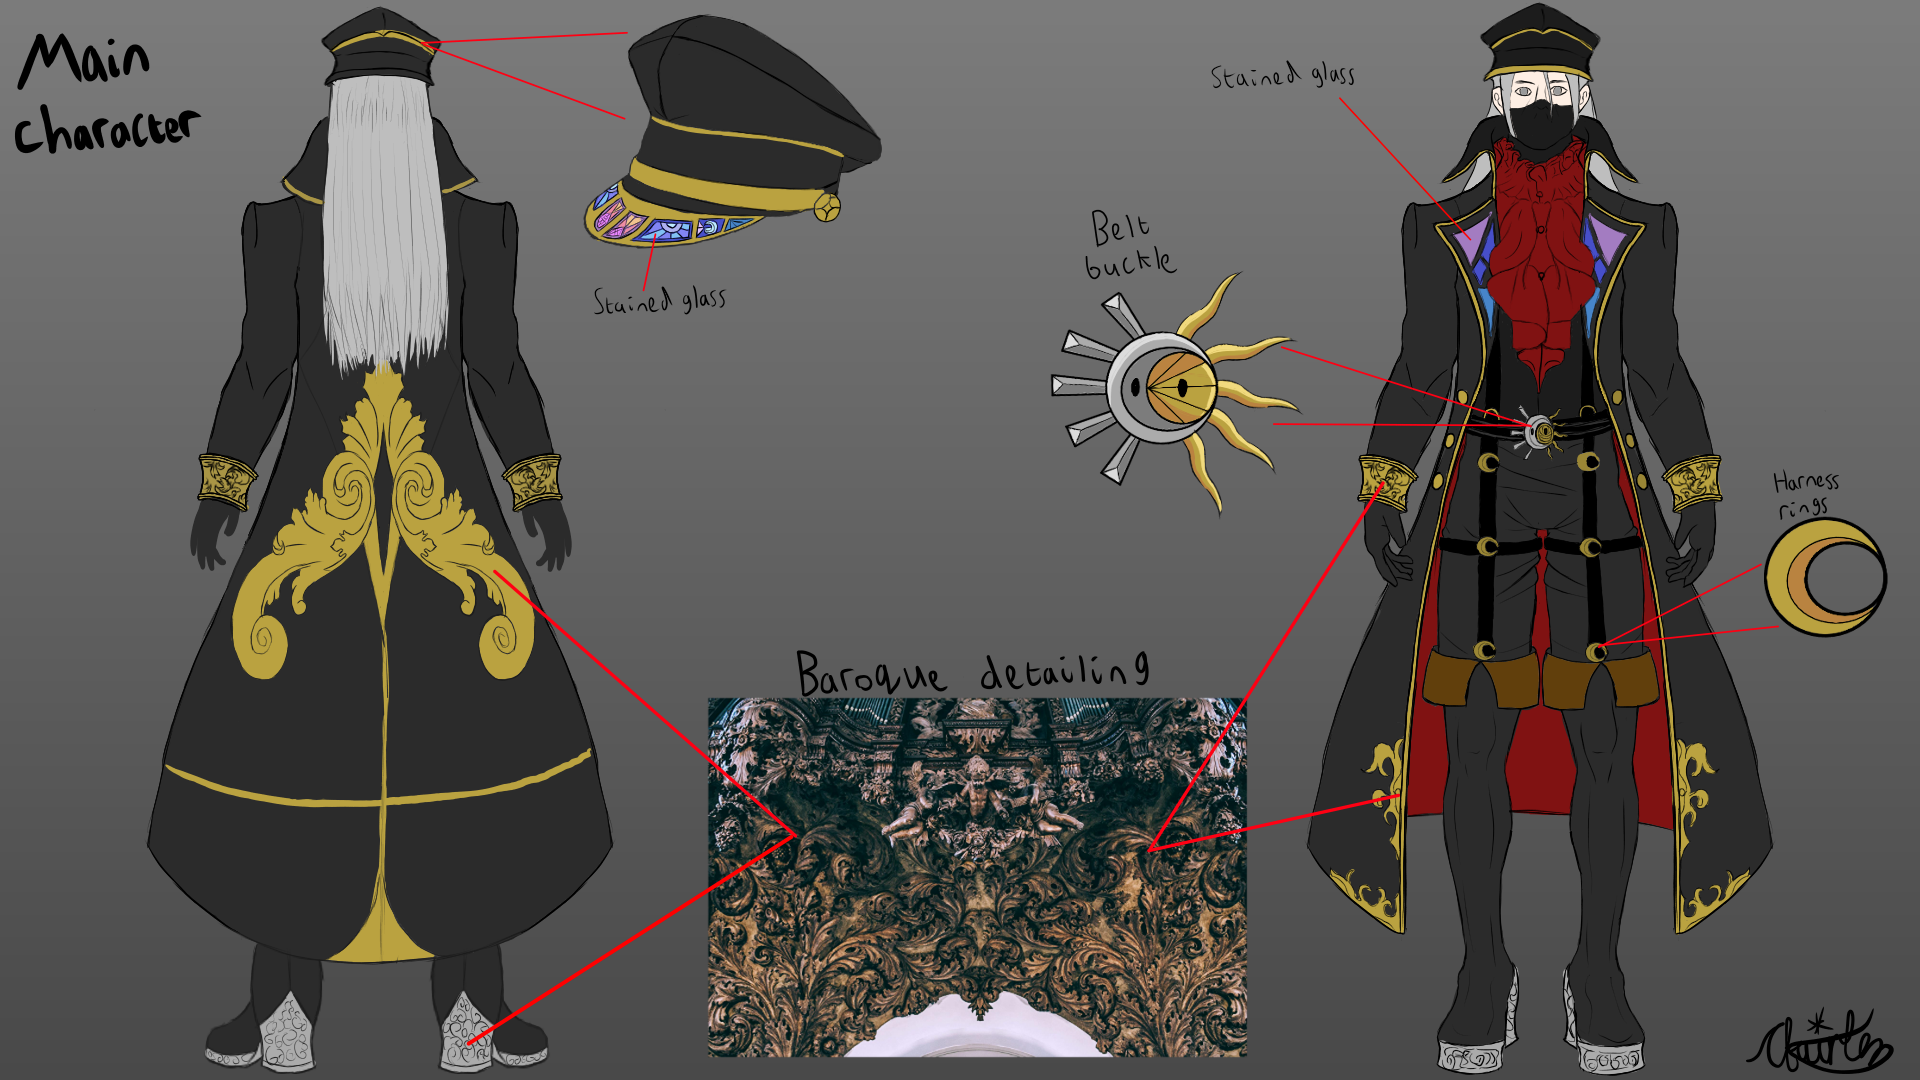 Main
character
Stained glass
Stained glass
Belt
buckle
Harness
rings
Baroque detailing